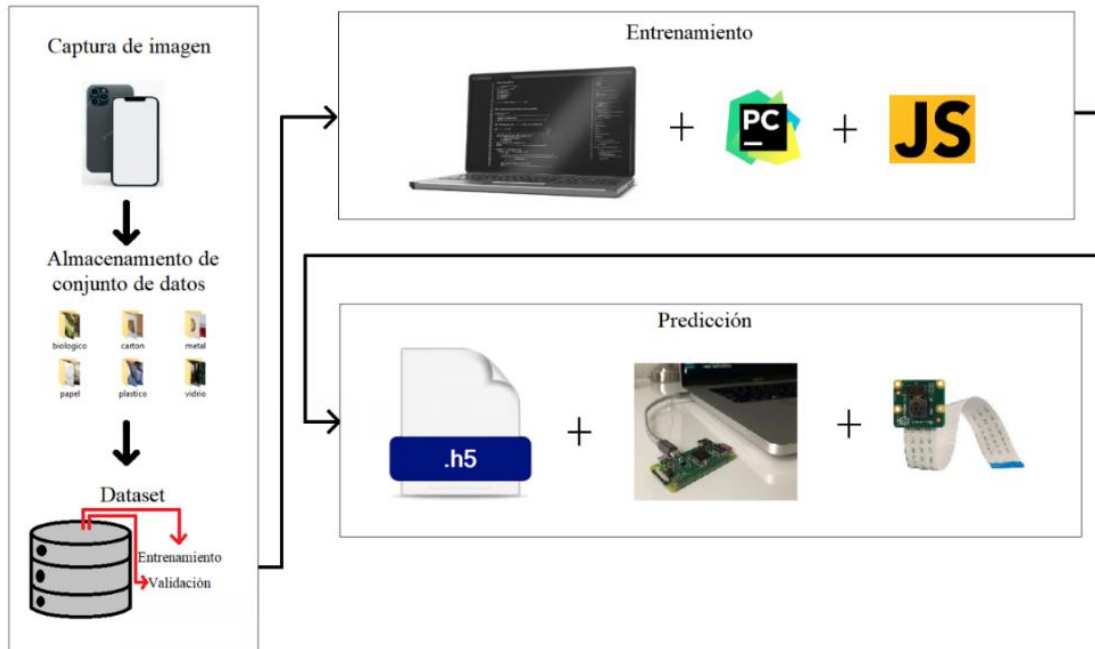 Captura de imagen
Almacenamiento de
conjunto de datos
biologico
carton
metal
papel
plastico
vidrio
Dataset
Entrenamiento
Validación
Entrenamiento
+
PC
+
JS
Predicción
.h5
+
+